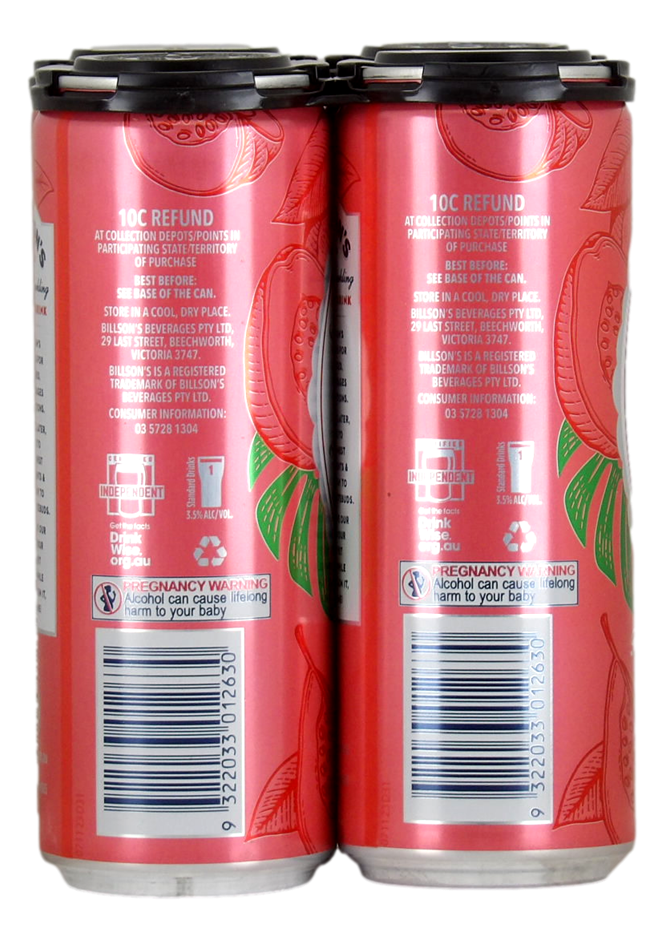 10C REFUND
AT COLLECTION DEPOTS/POINTS IN
PARTICIPATING STATE/TERRITORY
OF PURCHASE
BEST BEFORE:
SEE BASE OF THE CAN.
STORE IN A COOL, DRY PLACE.
BILLSON'S BEVERAGES PTY LTD,
29 LAST STREET, BEECHWORTH,
VICTORIA 3747.
BILLSON'S IS A REGISTERED
TRADEMARK OF BILLSON'S
BEVERAGES PTY LTD.
CONSUMER INFORMATION:
03 5728 1304
CERTIFIED
INDEPENDENT
Standard Drinks
1
3.5% ALC/VOL.
Get the facts
Drink
Wise.
org.au
PREGNANCY WARNING
Alcohol can cause lifelong
harm to your baby
9 322033 012630
10C REFUND
AT COLLECTION DEPOTS/POINTS IN
PARTICIPATING STATE/TERRITORY
OF PURCHASE
BEST BEFORE:
SEE BASE OF THE CAN.
STORE IN A COOL, DRY PLACE.
BILLSON'S BEVERAGES PTY LTD,
29 LAST STREET, BEECHWORTH,
VICTORIA 3747.
BILLSON'S IS A REGISTERED
TRADEMARK OF BILLSON'S
BEVERAGES PTY LTD.
CONSUMER INFORMATION:
03 5728 1304
CERTIFIED
INDEPENDENT
Standard Drinks
1
3.5% ALC/VOL.
Get the facts
Drink
Wise.
org.au
PREGNANCY WARNING
Alcohol can cause lifelong
harm to your baby
9 322033 012630